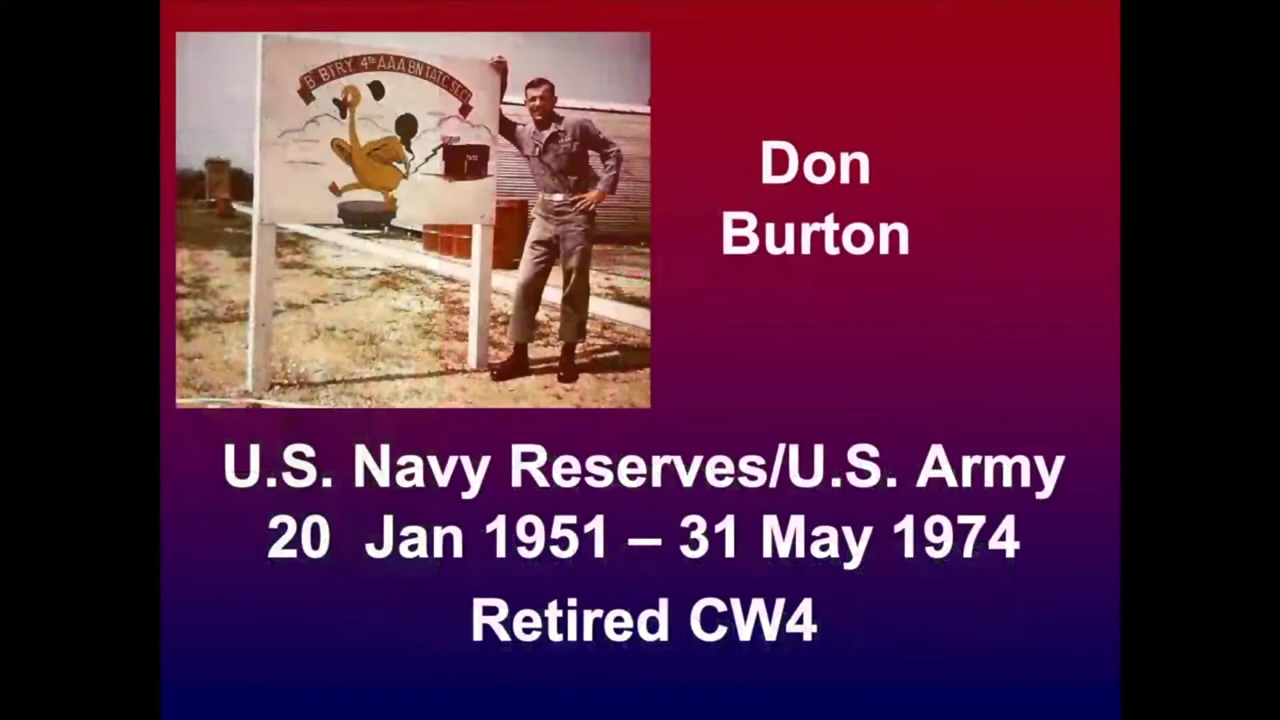 B BTRY. 4TH AAA BN TATC SECT
Don
Burton
U.S. Navy Reserves/U.S. Army
20 Jan 1951 – 31 May 1974
Retired CW4